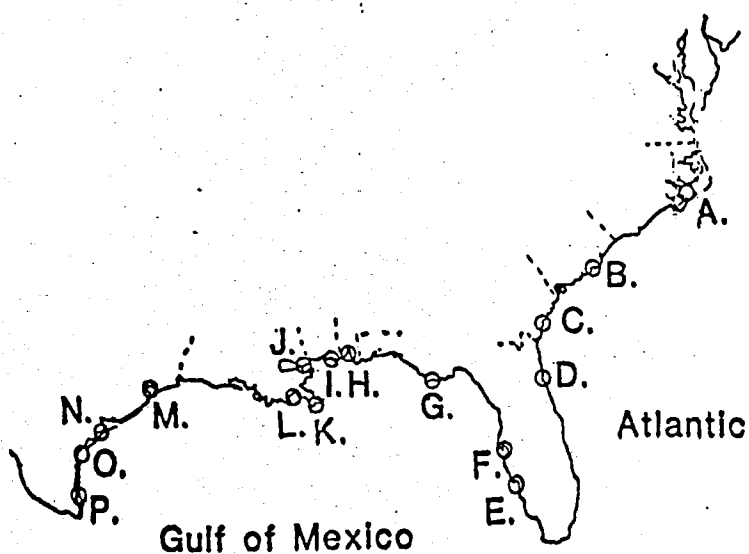 A.
B.
C.
J.
I. H.
D.
G.
N.
M.
L. K.
Atlantic
O.
F.
P.
E.
Gulf of Mexico